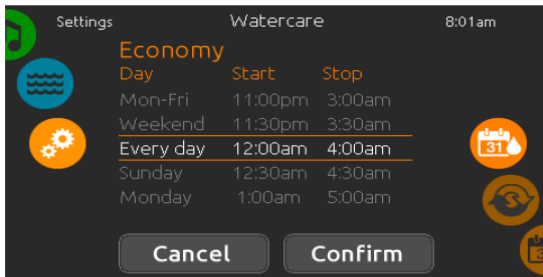 Settings Watercare 8:01am
Economy
Day Start Stop
Mon-Fri 11:00pm 3:00am
Weekend 11:30pm 3:30am
Every day 12:00am 4:00am
31
Sunday 12:30am 4:30am
Monday 1:00am 5:00am
Cancel Confirm